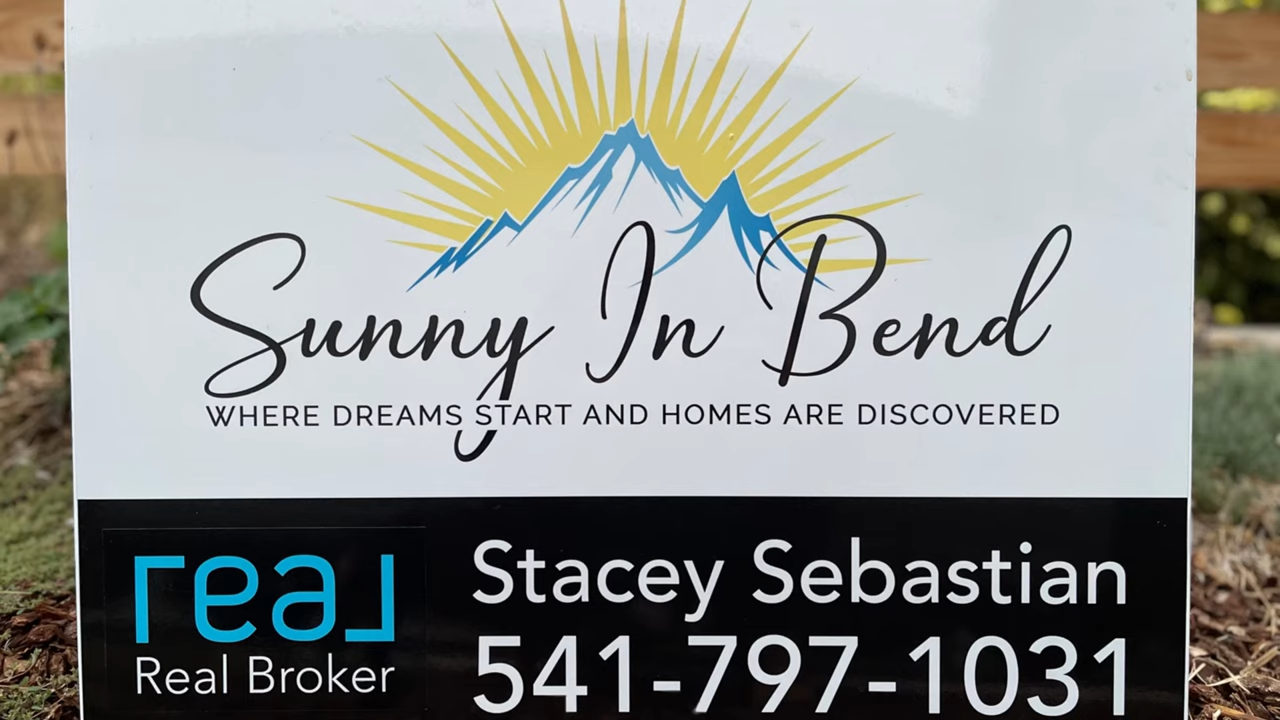 Sunny In Bend
WHERE DREAMS START AND HOMES ARE DISCOVERED
real
Real Broker
Stacey Sebastian
541-797-1031